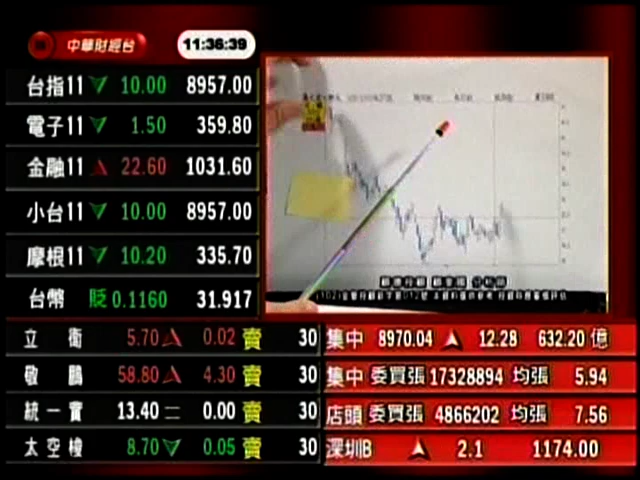 中華財經台 11:36:39
台指11 ▽ 10.00 8957.00
電子11 ▽ 1.50 359.80
金融11 △ 22.60 1031.60
小台11 ▽ 10.00 8957.00
摩根11 ▽ 10.20 335.70
台幣 貶 0.1160 31.917
立衛 5.70 △ 0.02 賣 30
敬鵬 58.80 △ 4.30 賣 30
統一實 13.40 = 0.00 賣 30
太空梭 8.70 ▽ 0.05 賣 30
集中 8970.04 ▲ 12.28 632.20 億
集中 委買張 17328894 均張 5.94
店頭 委買張 4866202 均張 7.56
深圳B ▲ 2.1 1174.00